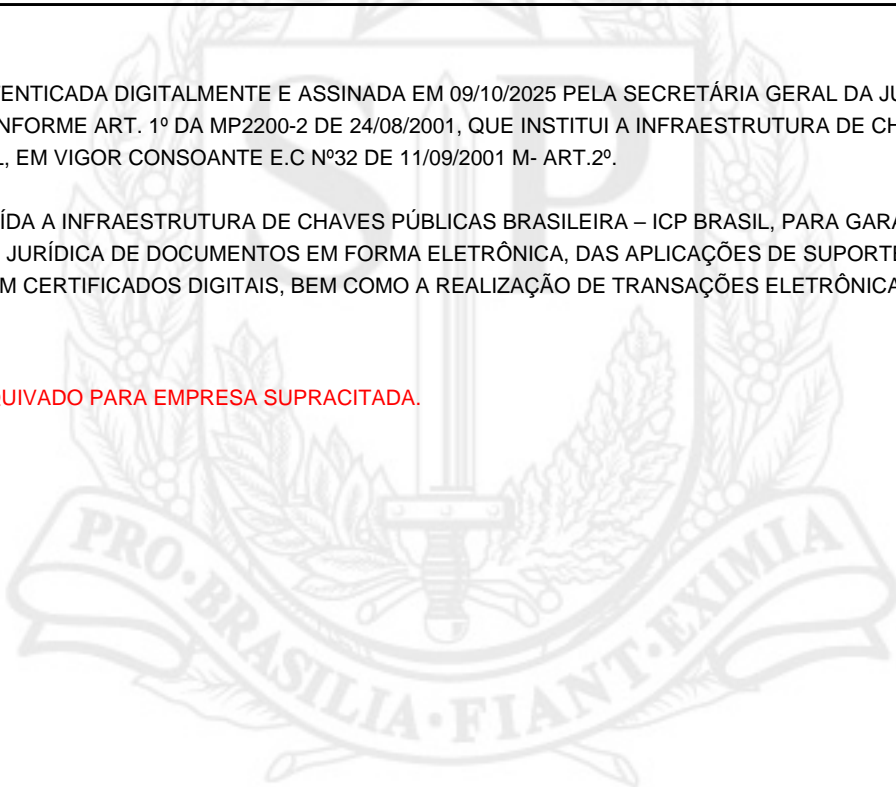 ENTICADA DIGITALMENTE E ASSINADA EM 09/10/2025 PELA SECRETÁRIA GERAL DA JU
NFORME ART. 1º DA MP2200-2 DE 24/08/2001, QUE INSTITUI A INFRAESTRUTURA DE CH
L, EM VIGOR CONSOANTE E.C Nº32 DE 11/09/2001 M- ART.2º.
ÍDA A INFRAESTRUTURA DE CHAVES PÚBLICAS BRASILEIRA – ICP BRASIL, PARA GARA
JURÍDICA DE DOCUMENTOS EM FORMA ELETRÔNICA, DAS APLICAÇÕES DE SUPORTE
M CERTIFICADOS DIGITAIS, BEM COMO A REALIZAÇÃO DE TRANSAÇÕES ELETRÔNICA
UIVADO PARA EMPRESA SUPRACITADA.
SP
PRO·BRASILIA·FIANT·EXIMIA